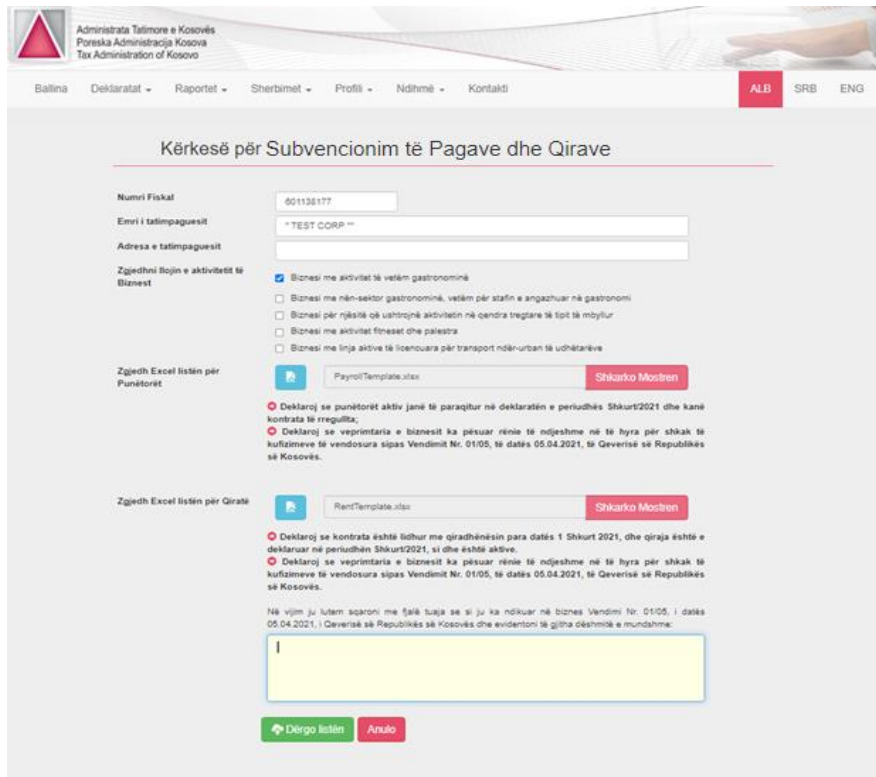 Administrata Tatimore e Kosovës
Poreska Administracija Kosova
Tax Administration of Kosovo
Ballina Deklaratat Raportet Sherbimet Profili Ndihmë Kontakti ALB SRB ENG
Kërkesë për Subvencionim të Pagave dhe Qirave
Numri Fiskal 601138177
Emri i tatimpaguesit " TEST CORP ""
Adresa e tatimpaguesit
Zgjedhni llojin e aktivitetit të
Biznest
Biznesi me aktivitet të vetëm gastronominë
Biznesi me nën-sektor gastronominë, vetëm për stafin e angazhuar në gastronomi
Biznesi për njësitë që ushtrojnë aktivitetin në qendra tregtare të tipit të mbyllur
Biznesi me aktivitet fitneset dhe palestra
Biznesi me linja aktive të licencuara për transport ndër-urban të udhëtarëve
Zgjedh Excel listën për
Punëtorët
PayrollTemplate.xlsx Shkarko Mostren
Deklaroj se punëtorët aktiv janë të paraqitur në deklaratën e periudhës Shkurt/2021 dhe kanë
kontrata të rregullta;
Deklaroj se veprimtaria e biznesit ka pësuar rënie të ndjeshme në të hyra për shkak të
kufizimeve të vendosura sipas Vendimit Nr. 01/05, të datës 05.04.2021, të Qeverisë së Republikës
së Kosovës.
Zgjedh Excel listën për Qiratë RentTemplate.xlsx Shkarko Mostren
Deklaroj se kontrata është lidhur me qiradhënësin para datës 1 Shkurt 2021, dhe qiraja është e
deklaruar në periudhën Shkurt/2021, si dhe është aktive.
Deklaroj se veprimtaria e biznesit ka pësuar rënie të ndjeshme në të hyra për shkak të
kufizimeve të vendosura sipas Vendimit Nr. 01/05, të datës 05.04.2021, të Qeverisë së Republikës
së Kosovës.
Në vijim ju lutem sqaroni me fjalë tuaja se si ju ka ndikuar në biznes Vendimi Nr. 01/05, i datës
05.04.2021, i Qeverisë së Republikës së Kosovës dhe evidentoni të gjitha dëshmitë e mundshme:
Dërgo listën Anulo